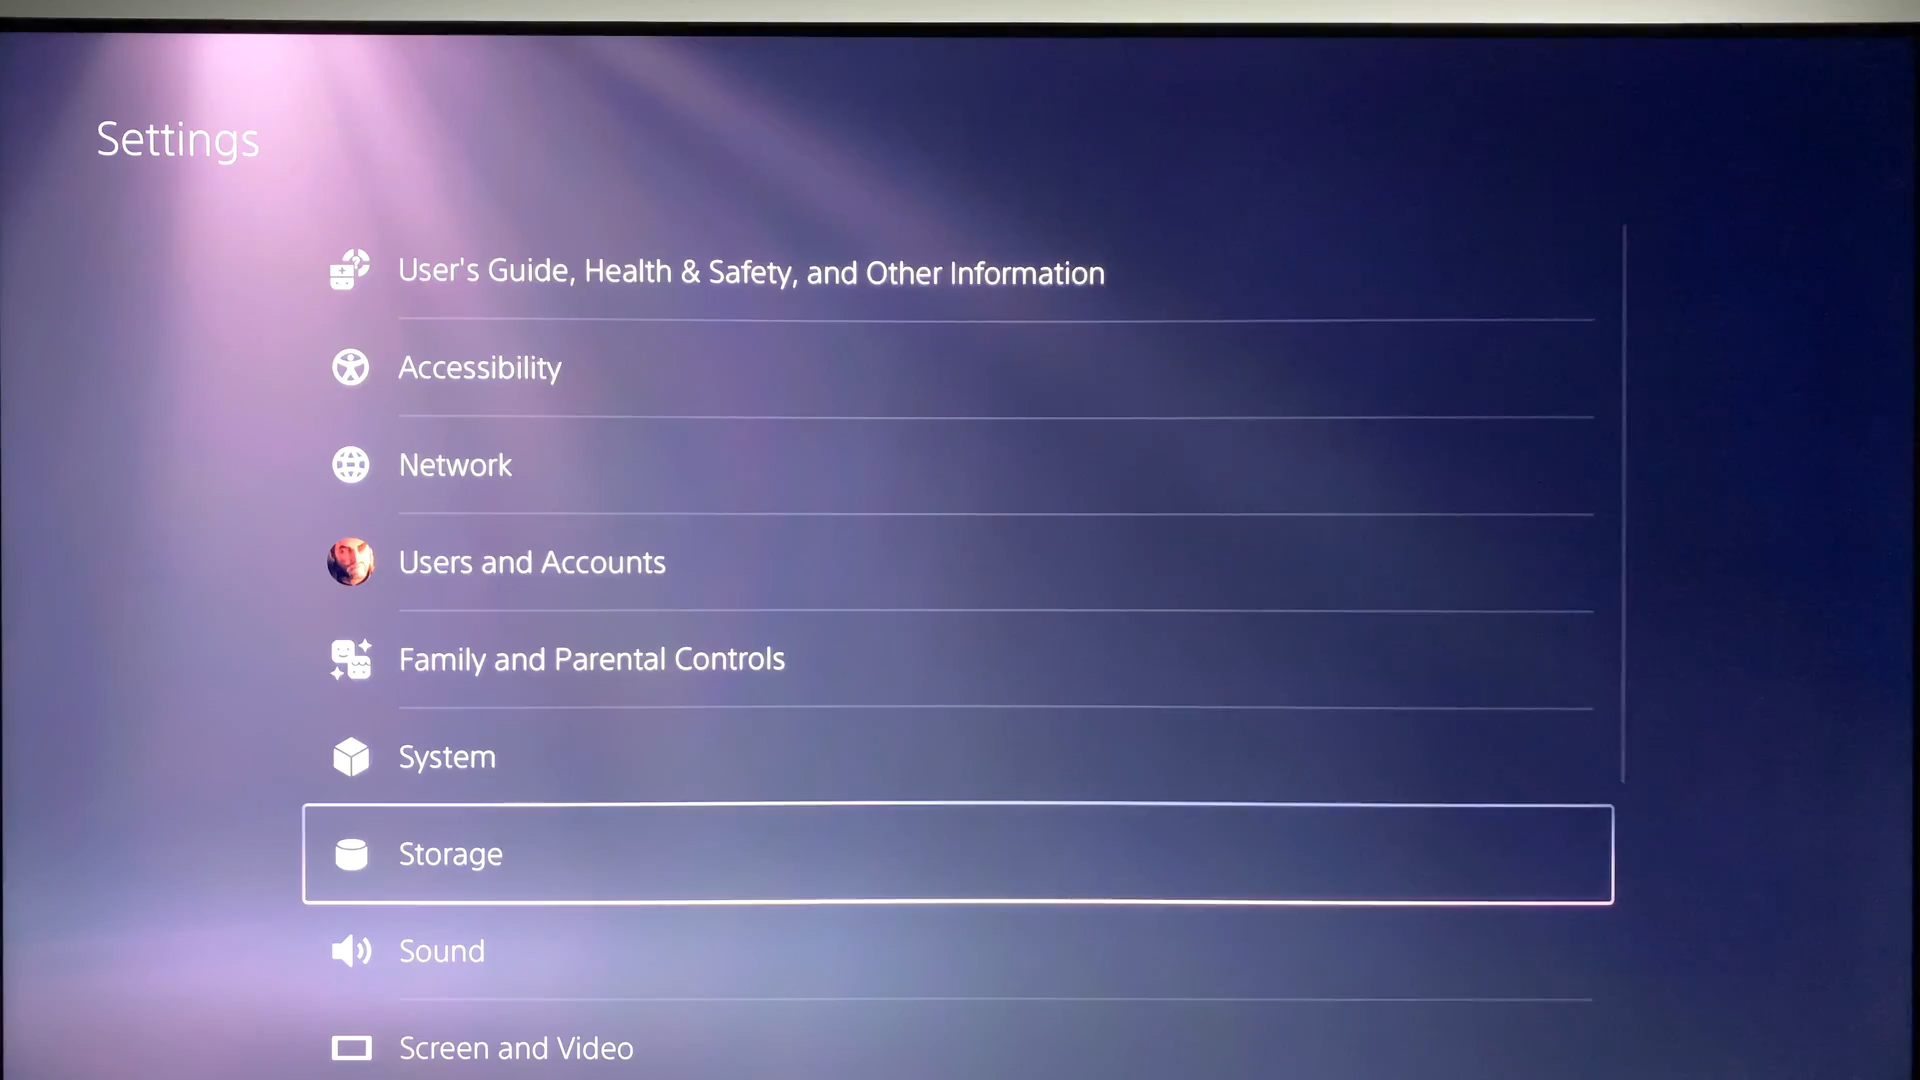 Settings
User's Guide, Health & Safety, and Other Information
Accessibility
Network
Users and Accounts
Family and Parental Controls
System
Storage
Sound
Screen and Video